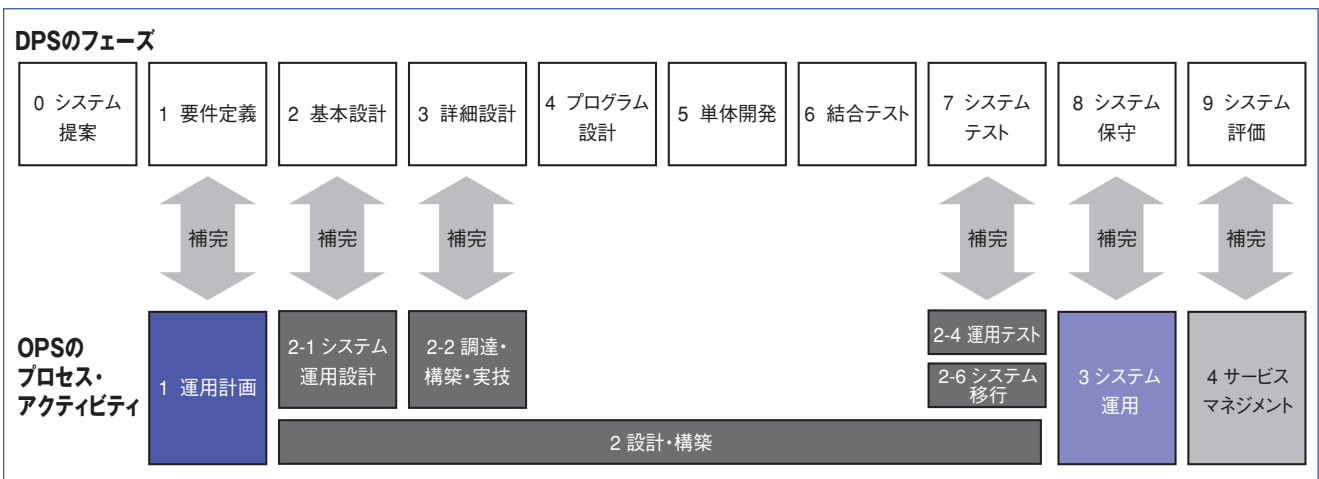 DPSのフェーズ
0 システム
提案
1 要件定義
2 基本設計
3 詳細設計
4 プログラム
設計
5 単体開発
6 結合テスト
7 システム
テスト
8 システム
保守
9 システム
評価
補完
補完
補完
補完
補完
補完
OPSの
プロセス・
アクティビティ
1 運用計画
2-1 システム
運用設計
2-2 調達・
構築・実技
2-4 運用テスト
2-6 システム
移行
3 システム
運用
4 サービス
マネジメント
2 設計・構築